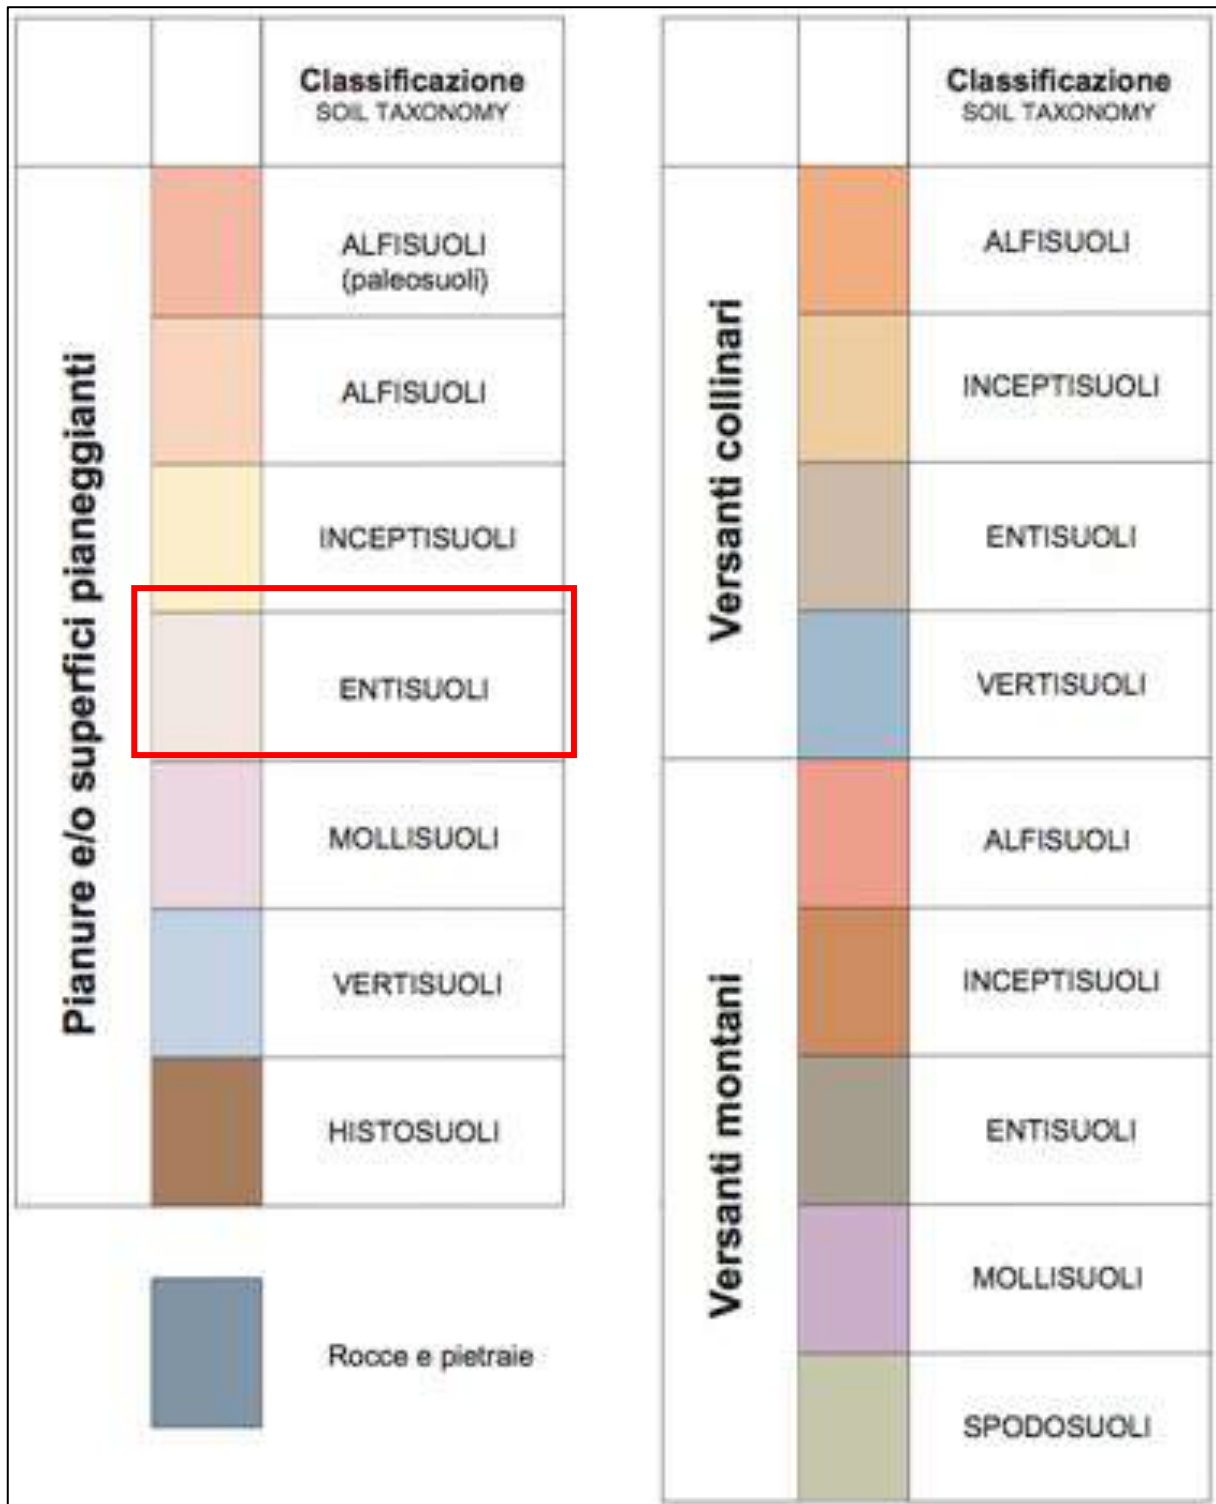 Classificazione
SOIL TAXONOMY
Pianure e/o superfici pianeggianti
ALFISUOLI
(paleosuoli)
ALFISUOLI
INCEPTISUOLI
ENTISUOLI
MOLLISUOLI
VERTISUOLI
HISTOSUOLI
Rocce e pietraie
Classificazione
SOIL TAXONOMY
Versanti collinari
ALFISUOLI
INCEPTISUOLI
ENTISUOLI
VERTISUOLI
Versanti montani
ALFISUOLI
INCEPTISUOLI
ENTISUOLI
MOLLISUOLI
SPODOSUOLI